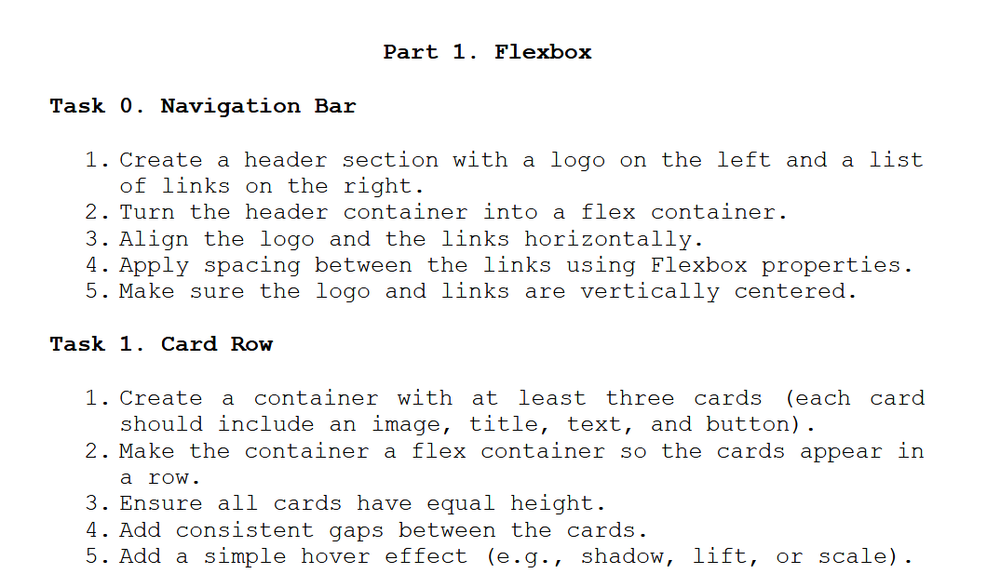 Part 1. Flexbox
Task 0. Navigation Bar
1. Create a header section with a logo on the left and a list
of links on the right.
2. Turn the header container into a flex container.
3. Align the logo and the links horizontally.
4. Apply spacing between the links using Flexbox properties.
5. Make sure the logo and links are vertically centered.
Task 1. Card Row
1. Create a container with at least three cards (each card
should include an image, title, text, and button).
2. Make the container a flex container so the cards appear in
a row.
3. Ensure all cards have equal height.
4. Add consistent gaps between the cards.
5. Add a simple hover effect (e.g., shadow, lift, or scale).